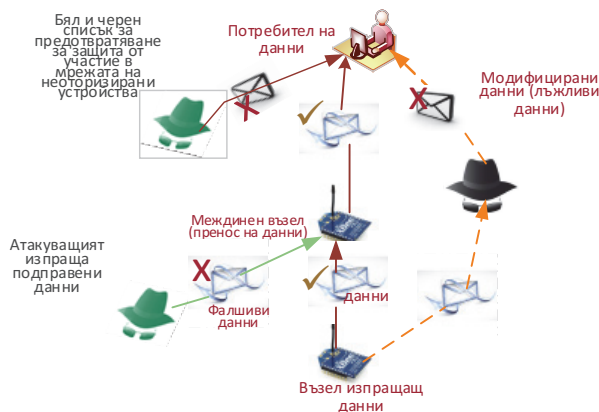 Бял и черен
списък за
предотвратяване
за защита от
участие в
мрежата на
неоторизирани
устройства
Потребител на
данни
X
X
Модифицирани
данни (лъжливи
данни)
Междинен възел
(пренос на данни)
Атакуващият
изпраща
подправени
данни
X
Фалшиви
данни
данни
Възел изпращащ
данни